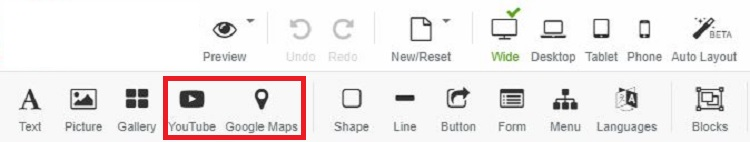 BETA
Preview Undo Redo New/Reset Wide Desktop Tablet Phone Auto Layout
A
Text Picture Gallery YouTube Google Maps Shape Line Button Form Menu Languages Blocks